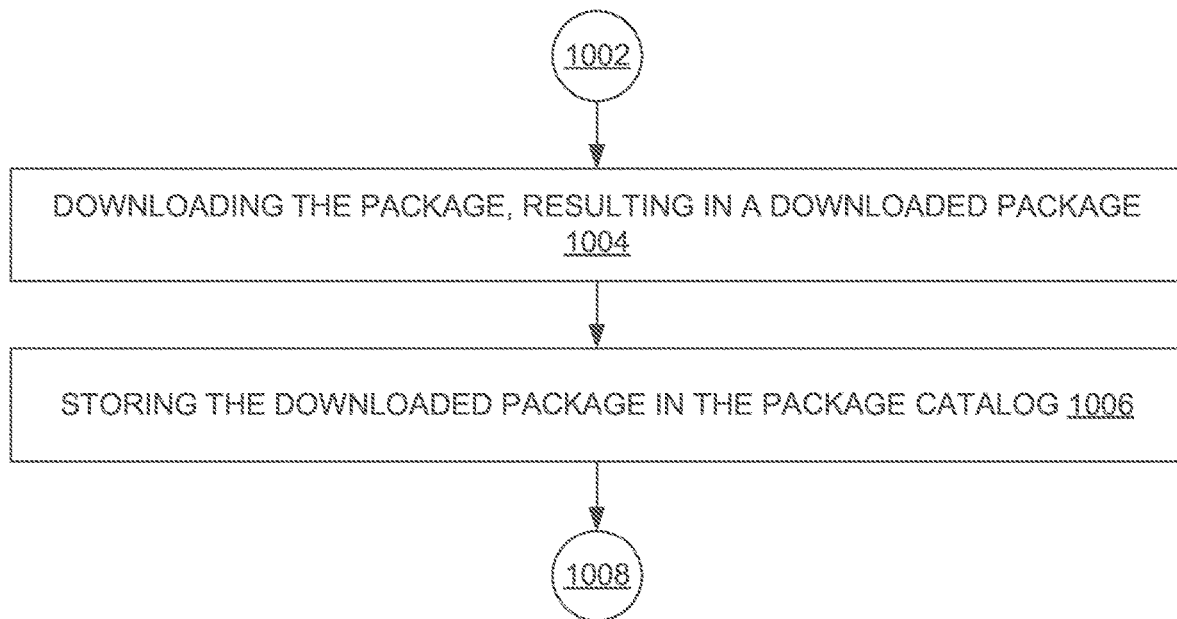 1002
DOWNLOADING THE PACKAGE, RESULTING IN A DOWNLOADED PACKAGE
1004
STORING THE DOWNLOADED PACKAGE IN THE PACKAGE CATALOG 1006
1008